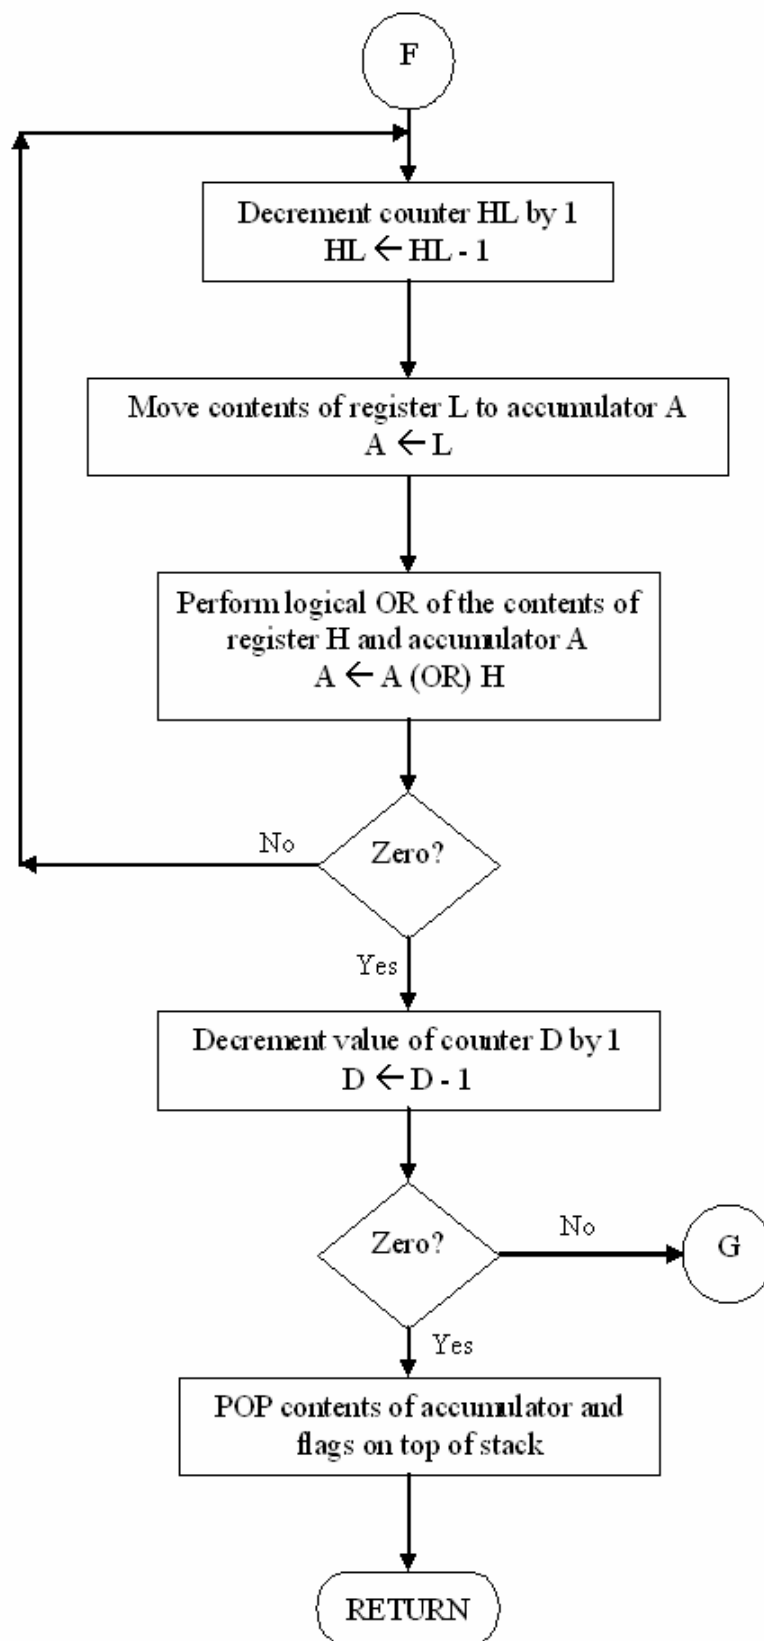 F
Decrement counter HL by 1
HL ← HL - 1
Move contents of register L to accumulator A
A ← L
Perform logical OR of the contents of
register H and accumulator A
A ← A (OR) H
No
Zero?
Yes
Decrement value of counter D by 1
D ← D - 1
Zero?
No
G
Yes
POP contents of accumulator and
flags on top of stack
RETURN